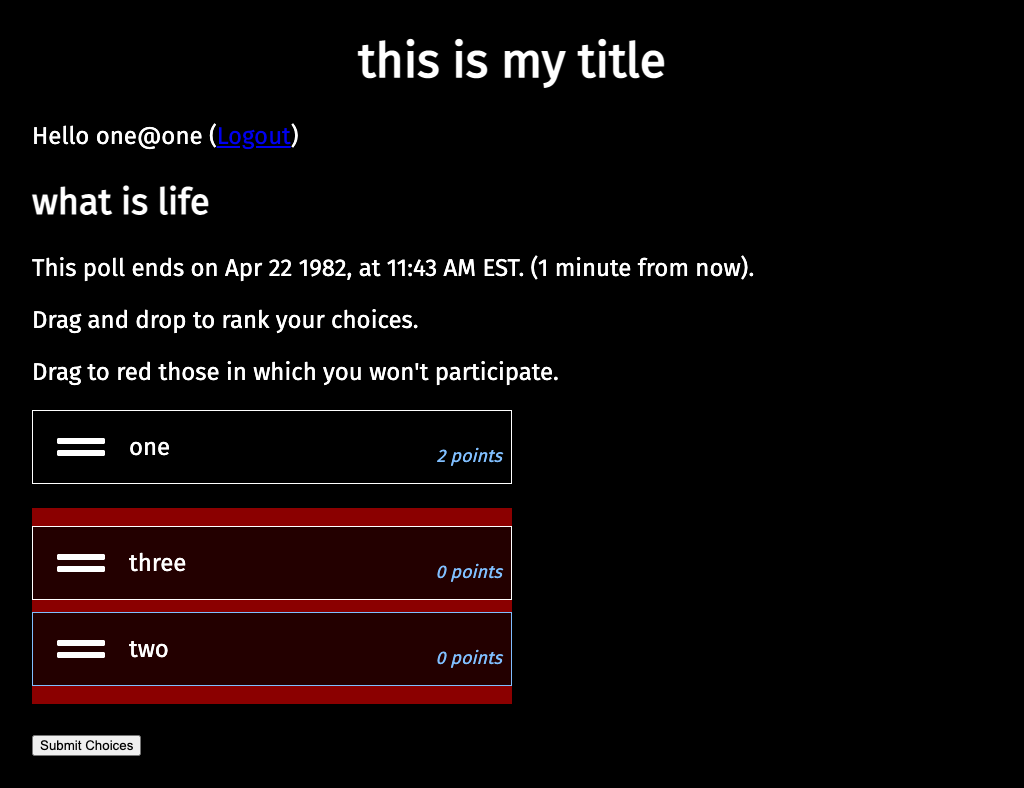 this is my title
Hello one@one (Logout)
what is life
This poll ends on Apr 22 1982, at 11:43 AM EST. (1 minute from now).
Drag and drop to rank your choices.
Drag to red those in which you won't participate.
one 2 points
three 0 points
two 0 points
Submit Choices